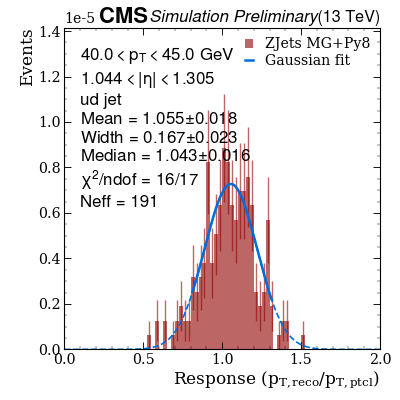 1e-5 CMS Simulation Preliminary (13 TeV)
Events
40.0 < p_T < 45.0 GeV
1.044 < |η| < 1.305
ud jet
Mean = 1.055±0.018
Width = 0.167±0.023
Median = 1.043±0.016
χ²/ndof = 16/17
Neff = 191
ZJets MG+Py8
Gaussian fit
1.4
1.2
1.0
0.8
0.6
0.4
0.2
0.0
0.0 0.5 1.0 1.5 2.0
Response (p_T,reco/p_T,ptcl)